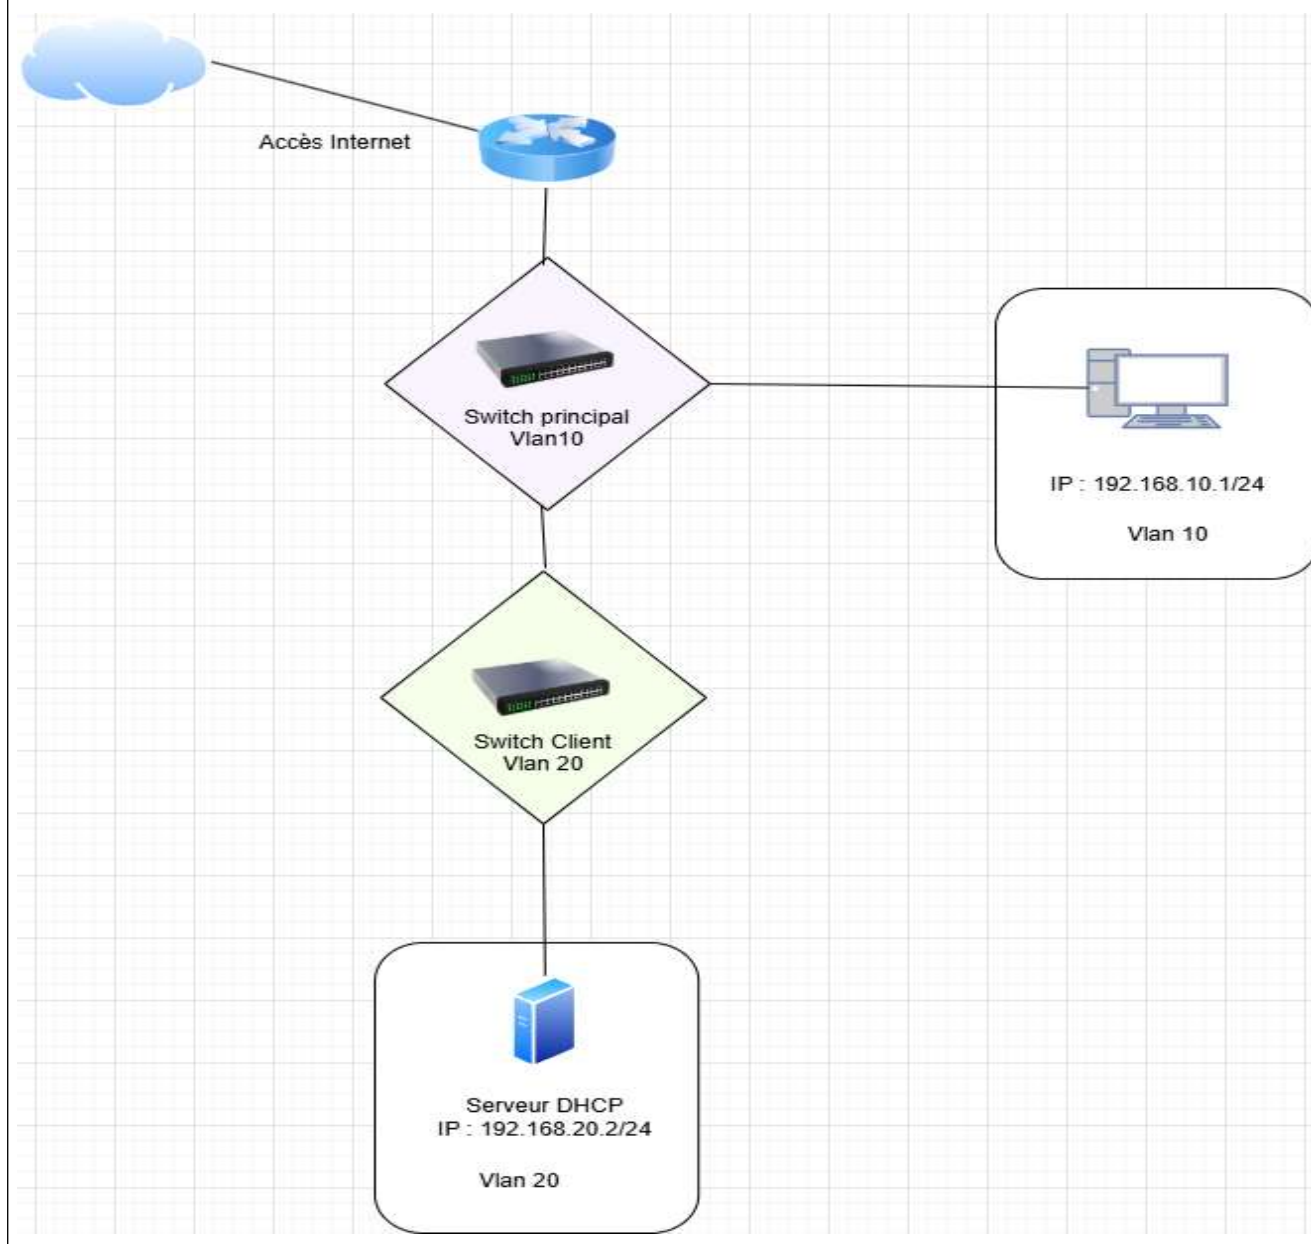 Accès Internet
Switch principal
Vlan10
IP : 192.168.10.1/24
Vlan 10
Switch Client
Vlan 20
Serveur DHCP
IP : 192.168.20.2/24
Vlan 20